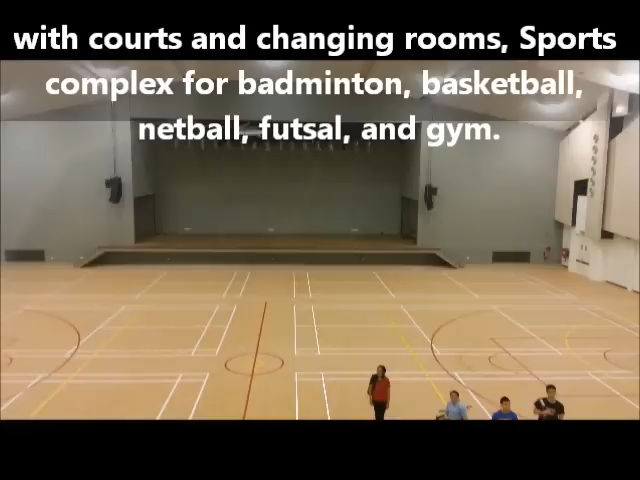 with courts and changing rooms, Sports
complex for badminton, basketball,
netball, futsal, and gym.